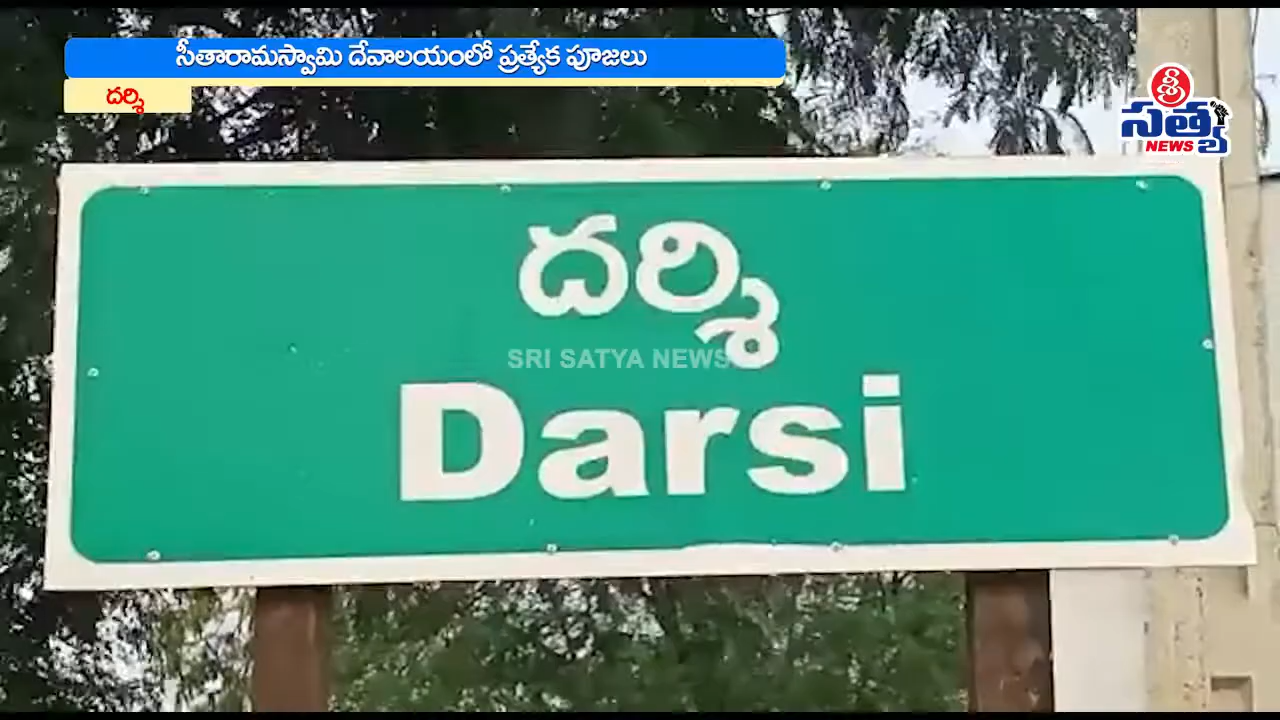 సీతారామస్వామి దేవాలయంలో ప్రత్యేక పూజలు
దర్శి
శ్రీ
సత్య
NEWS
దర్శి
SRI SATYA NEWS
Darsi